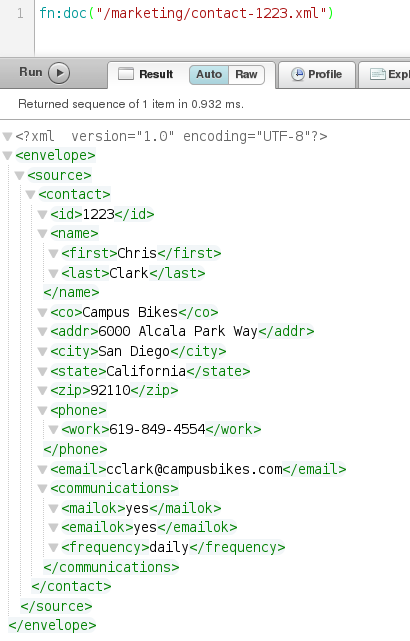 1 fn:doc("/marketing/contact-1223.xml")
Run Result Auto Raw Profile Expl
Returned sequence of 1 item in 0.932 ms.
<?xml  version="1.0" encoding="UTF-8"?>
<envelope>
<source>
<contact>
<id>1223</id>
<name>
<first>Chris</first>
<last>Clark</last>
</name>
<co>Campus Bikes</co>
<addr>6000 Alcala Park Way</addr>
<city>San Diego</city>
<state>California</state>
<zip>92110</zip>
<phone>
<work>619-849-4554</work>
</phone>
<email>cclark@campusbikes.com</email>
<communications>
<mailok>yes</mailok>
<emailok>yes</emailok>
<frequency>daily</frequency>
</communications>
</contact>
</source>
</envelope>